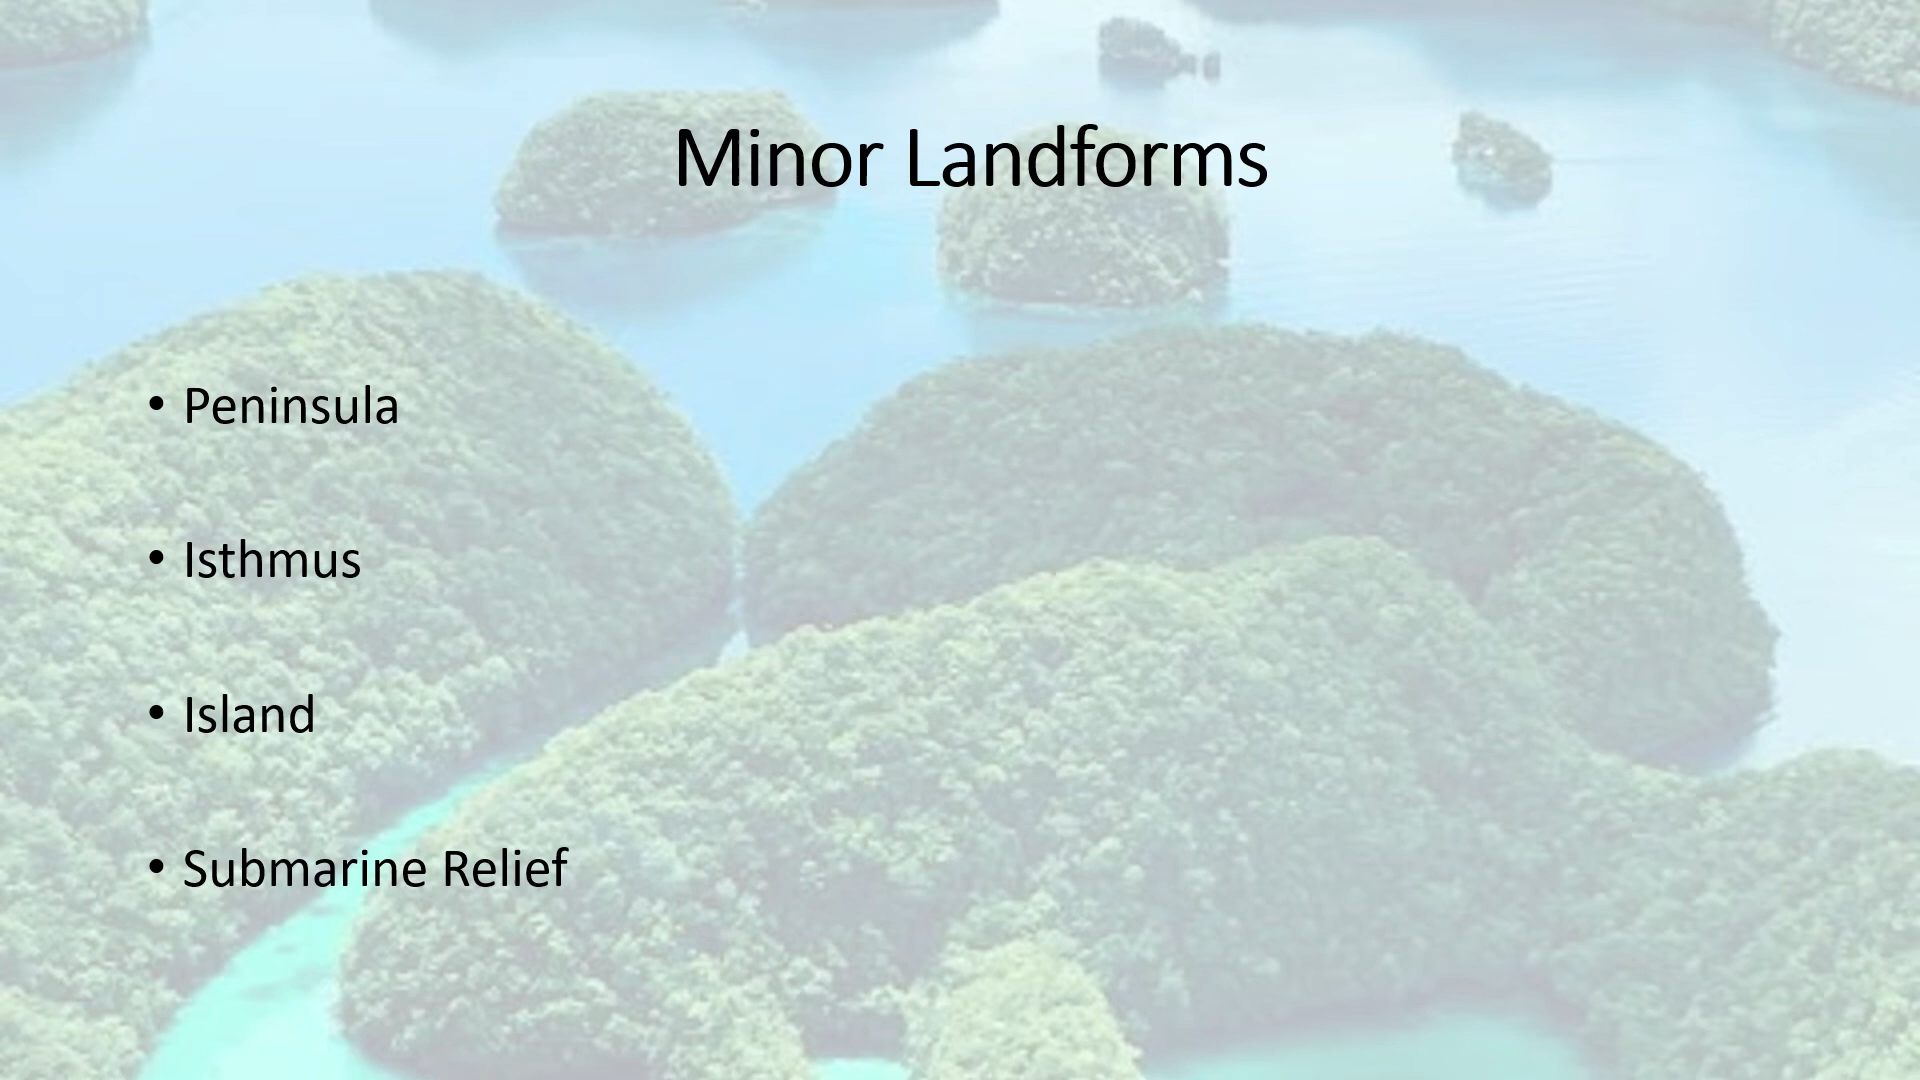 Minor Landforms
• Peninsula
• Isthmus
• Island
• Submarine Relief